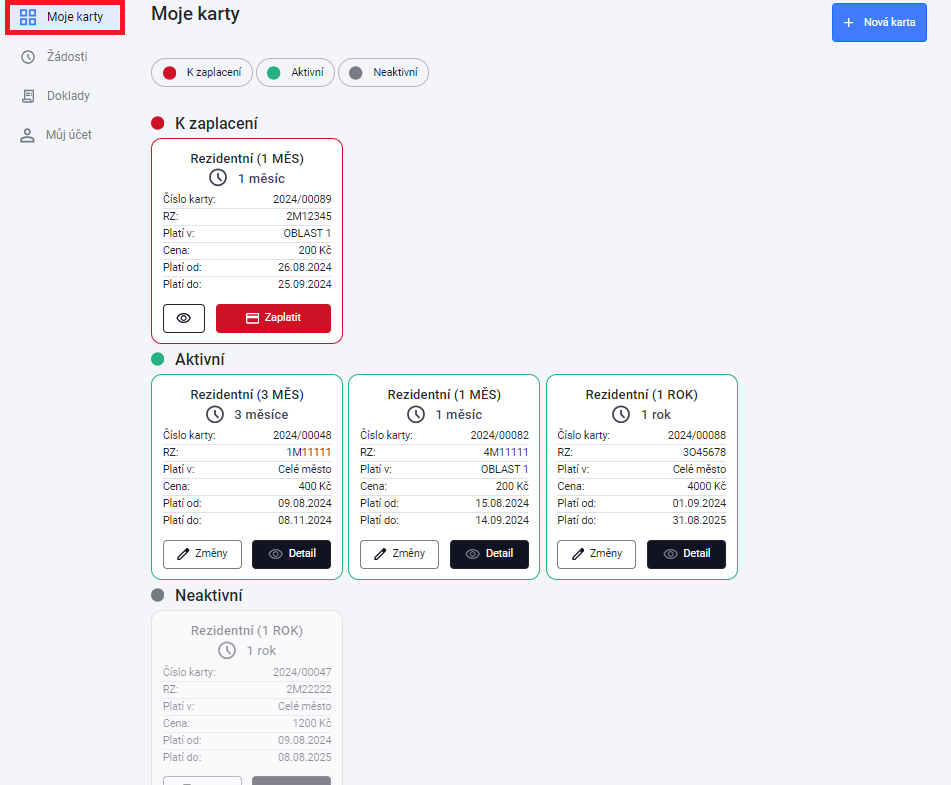 Moje karty
Žádosti
Doklady
Můj účet
Moje karty
+ Nová karta
K zaplacení
Aktivní
Neaktivní
K zaplacení
Rezidentní (1 MĚS)
1 měsíc
Číslo karty: 2024/00089
RZ: 2M12345
Platí v: OBLAST 1
Cena: 200 Kč
Platí od: 26.08.2024
Platí do: 25.09.2024
Zaplatit
Aktivní
Rezidentní (3 MĚS)
3 měsíce
Číslo karty: 2024/00048
RZ: 1M11111
Platí v: Celé město
Cena: 400 Kč
Platí od: 09.08.2024
Platí do: 08.11.2024
Změny Detail
Rezidentní (1 MĚS)
1 měsíc
Číslo karty: 2024/00082
RZ: 4M11111
Platí v: OBLAST 1
Cena: 200 Kč
Platí od: 15.08.2024
Platí do: 14.09.2024
Změny Detail
Rezidentní (1 ROK)
1 rok
Číslo karty: 2024/00088
RZ: 3O45678
Platí v: Celé město
Cena: 4000 Kč
Platí od: 01.09.2024
Platí do: 31.08.2025
Změny Detail
Neaktivní
Rezidentní (1 ROK)
1 rok
Číslo karty: 2024/00047
RZ: 2M22222
Platí v: Celé město
Cena: 1200 Kč
Platí od: 09.08.2024
Platí do: 08.08.2025